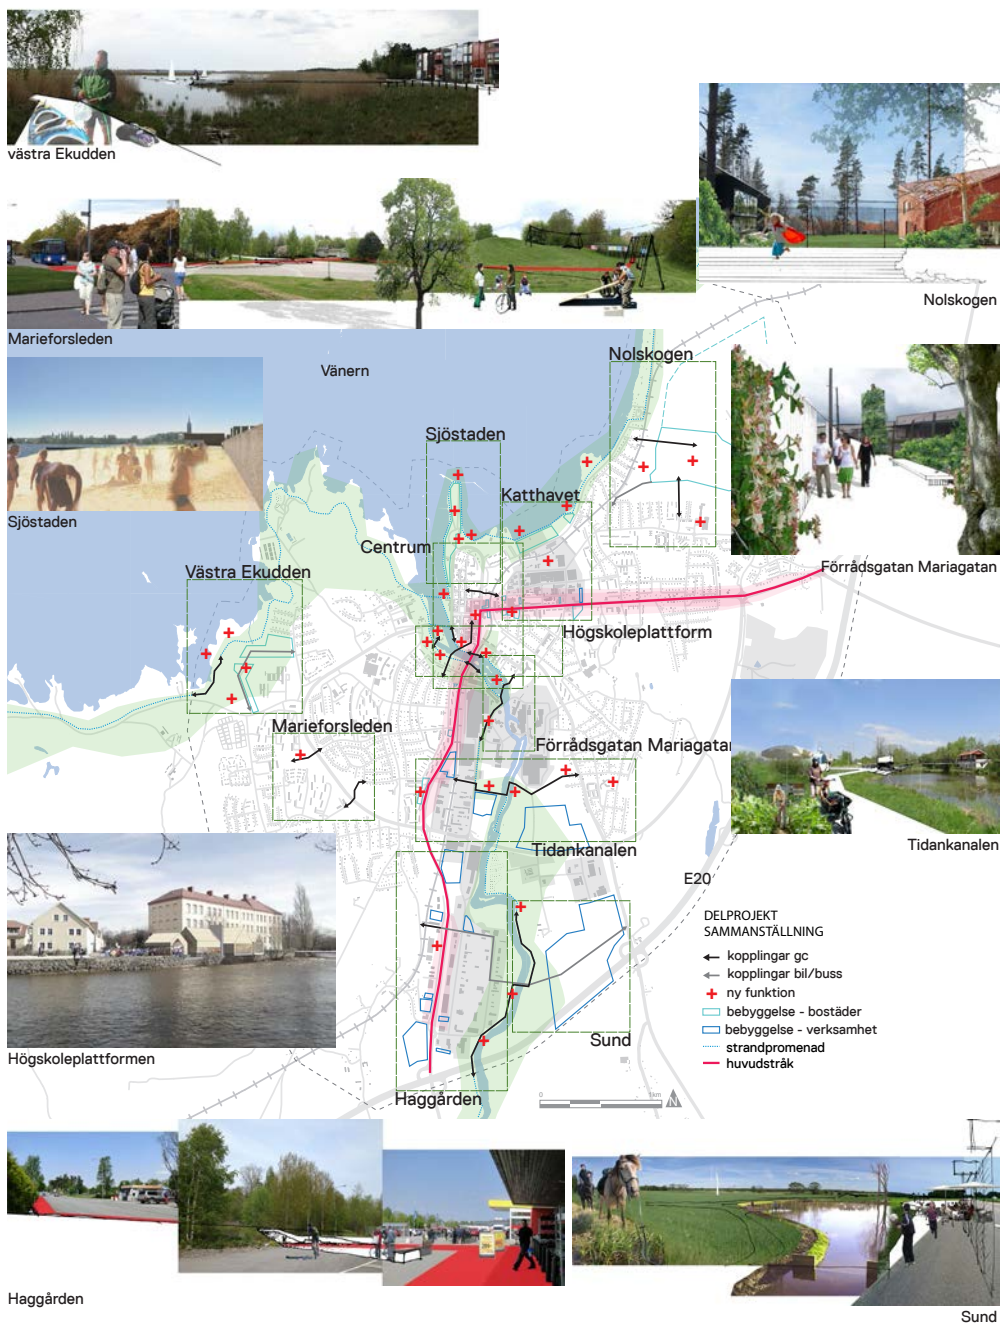 västra Ekudden
Nolskogen
Marieforsleden
Vänern
Nolskogen
Sjöstaden
Katthavet
Sjöstaden
Centrum
Västra Ekudden
Förrådsgatan Mariagatan
Högskoleplattform
Marieforsleden
Förrådsgatan Mariagatan
Tidankanalen
Tidankanalen
E20
DELPROJEKT
SAMMANSTÄLLNING
kopplingar gc
kopplingar bil/buss
ny funktion
bebyggelse - bostäder
bebyggelse - verksamhet
strandpromenad
huvudstråk
Sund
Högskoleplattformen
Haggården
0 1km
N
Haggården
Sund